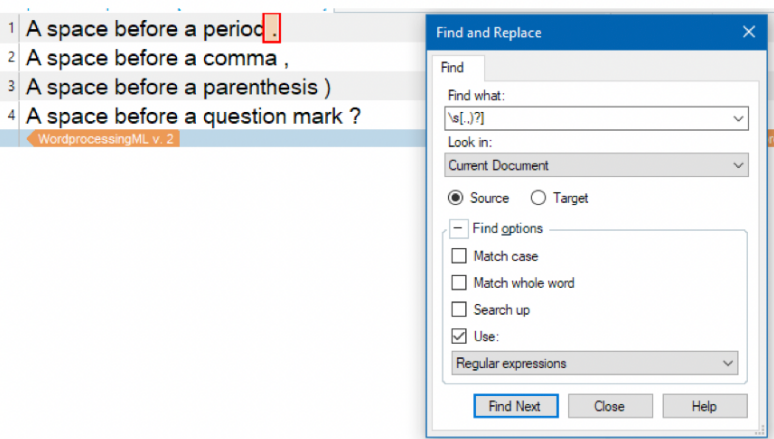 1 A space before a period .
2 A space before a comma ,
3 A space before a parenthesis )
4 A space before a question mark ?
WordprocessingML v. 2
Find and Replace
Find
Find what:
\s[.,)?]
Look in:
Current Document
Source Target
Find options
Match case
Match whole word
Search up
Use:
Regular expressions
Find Next Close Help